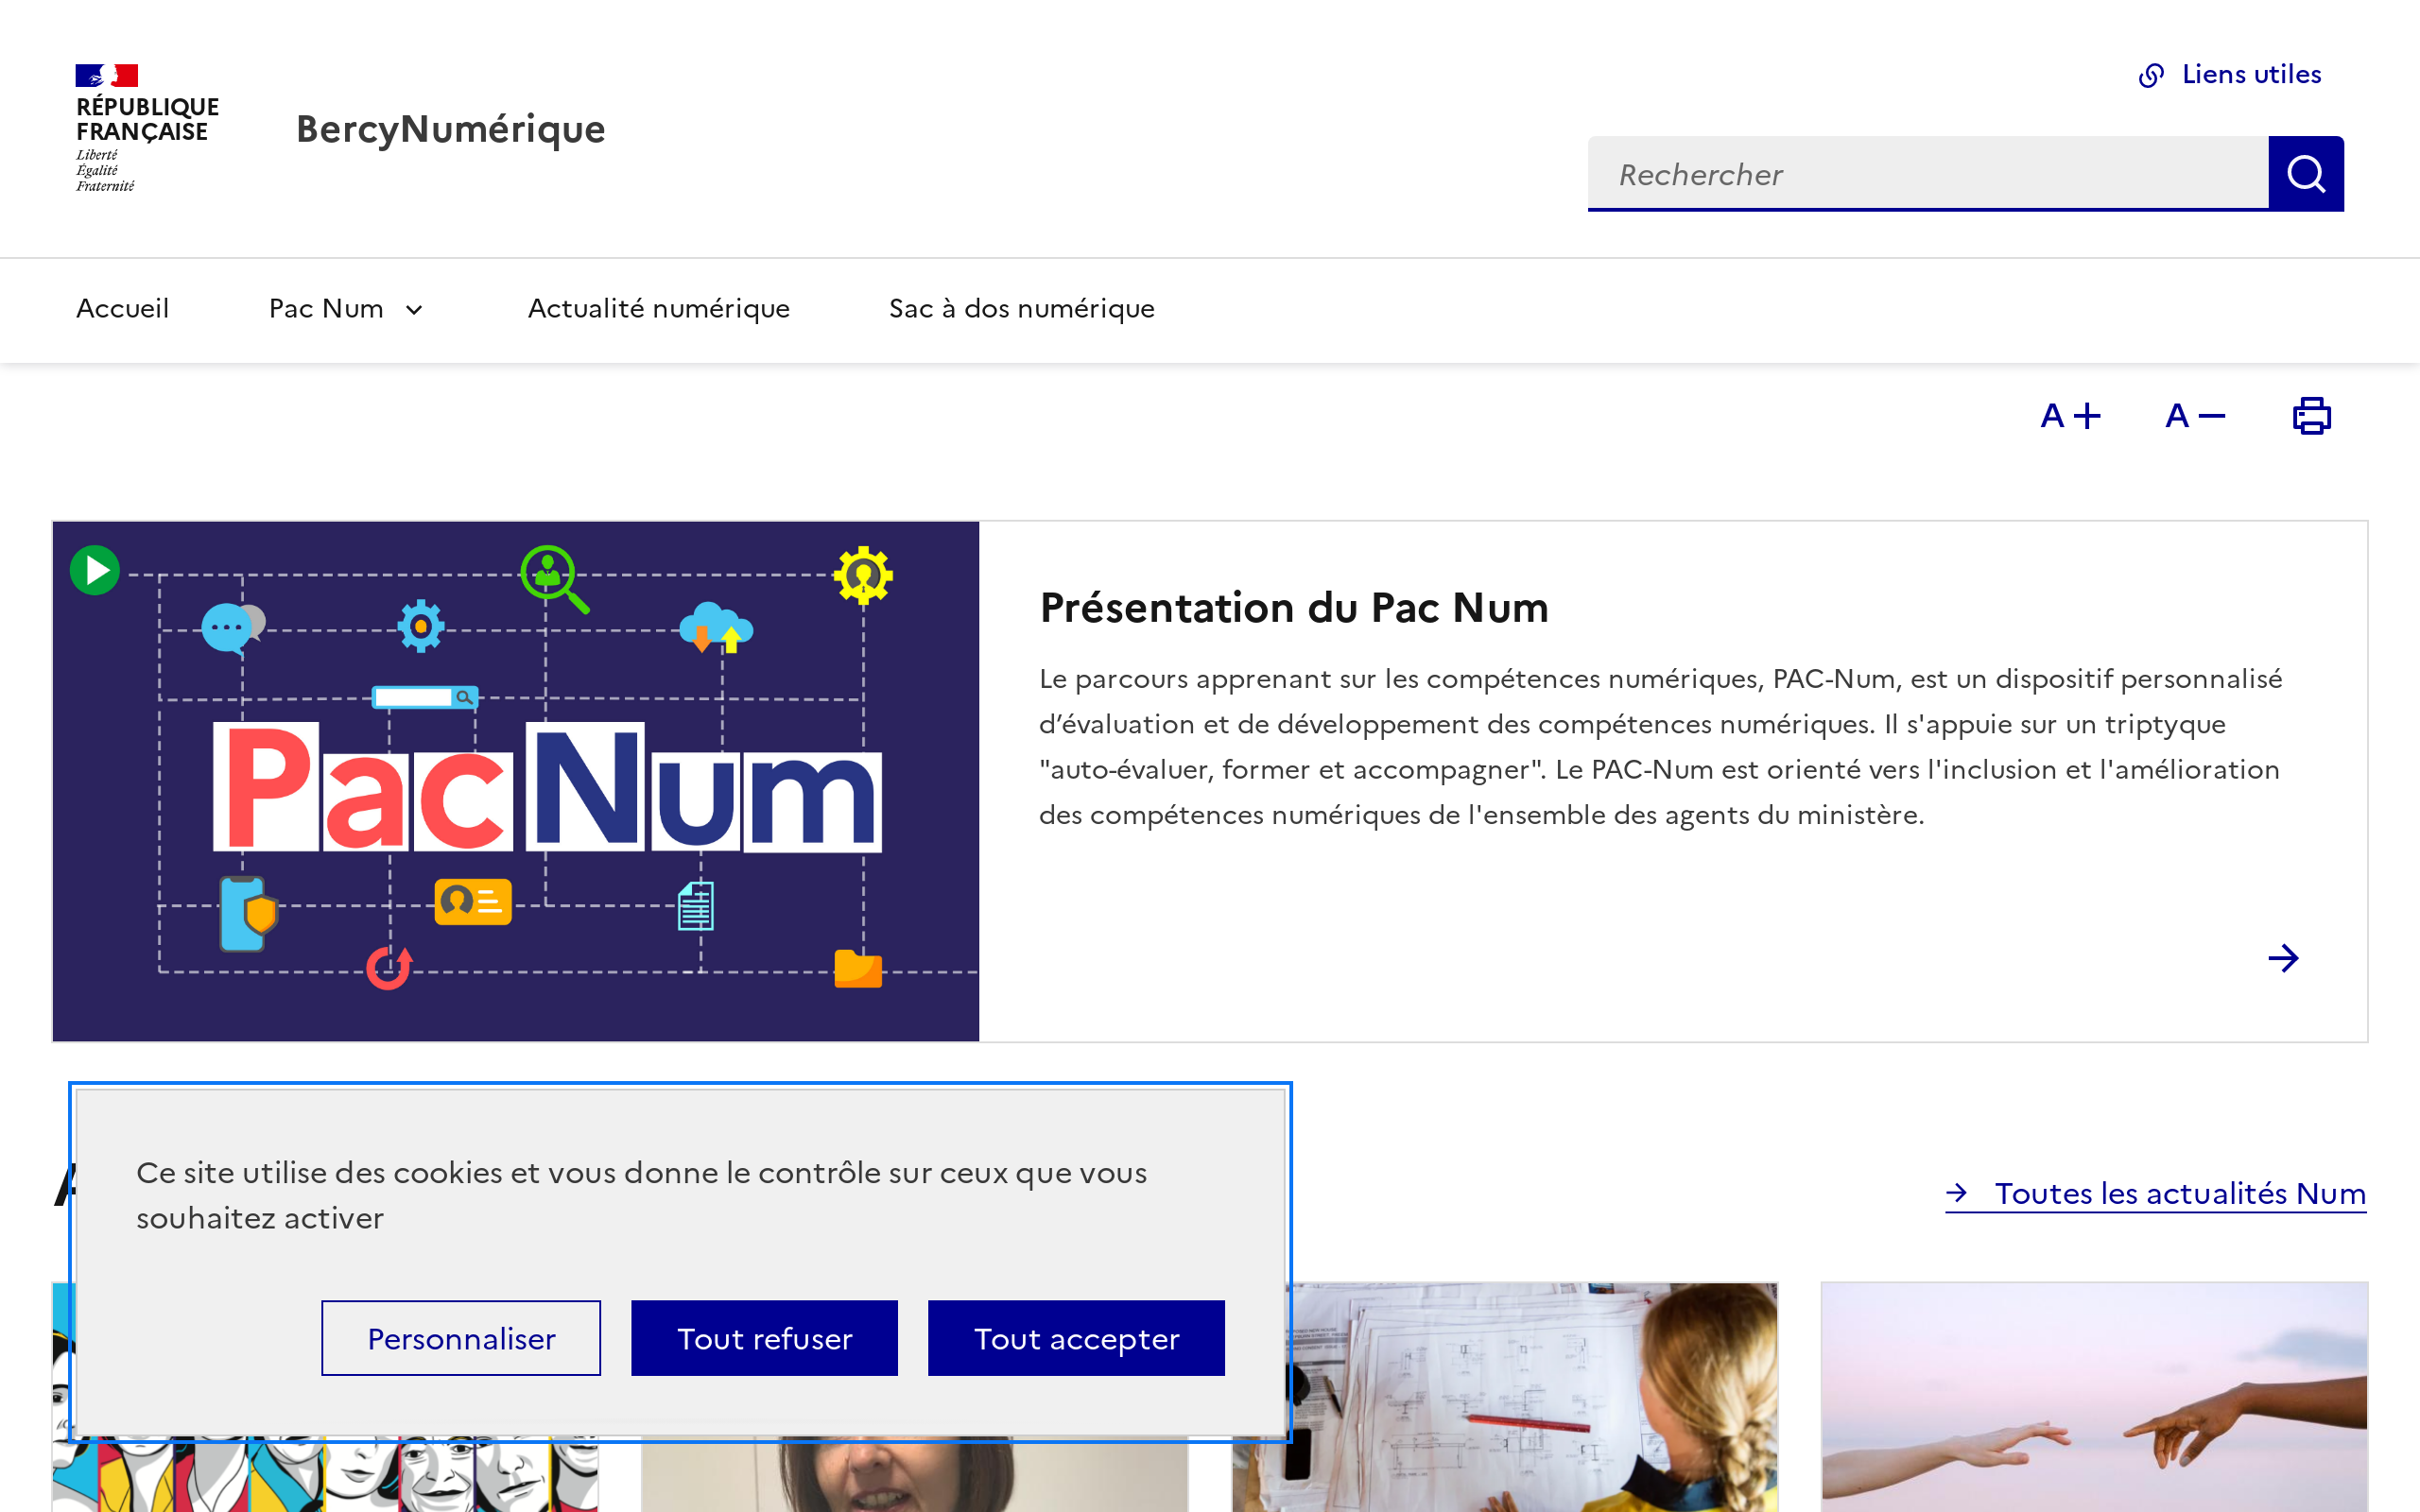 RÉPUBLIQUE
FRANÇAISE
Liberté
Égalité
Fraternité
BercyNumérique
Liens utiles
Rechercher
Accueil
Pac Num
Actualité numérique
Sac à dos numérique
A+
A−
PacNum
Présentation du Pac Num
Le parcours apprenant sur les compétences numériques, PAC-Num, est un dispositif personnalisé
d’évaluation et de développement des compétences numériques. Il s'appuie sur un triptyque
"auto-évaluer, former et accompagner". Le PAC-Num est orienté vers l'inclusion et l'amélioration
des compétences numériques de l'ensemble des agents du ministère.
Toutes les actualités Num
Ce site utilise des cookies et vous donne le contrôle sur ceux que vous
souhaitez activer
Personnaliser
Tout refuser
Tout accepter